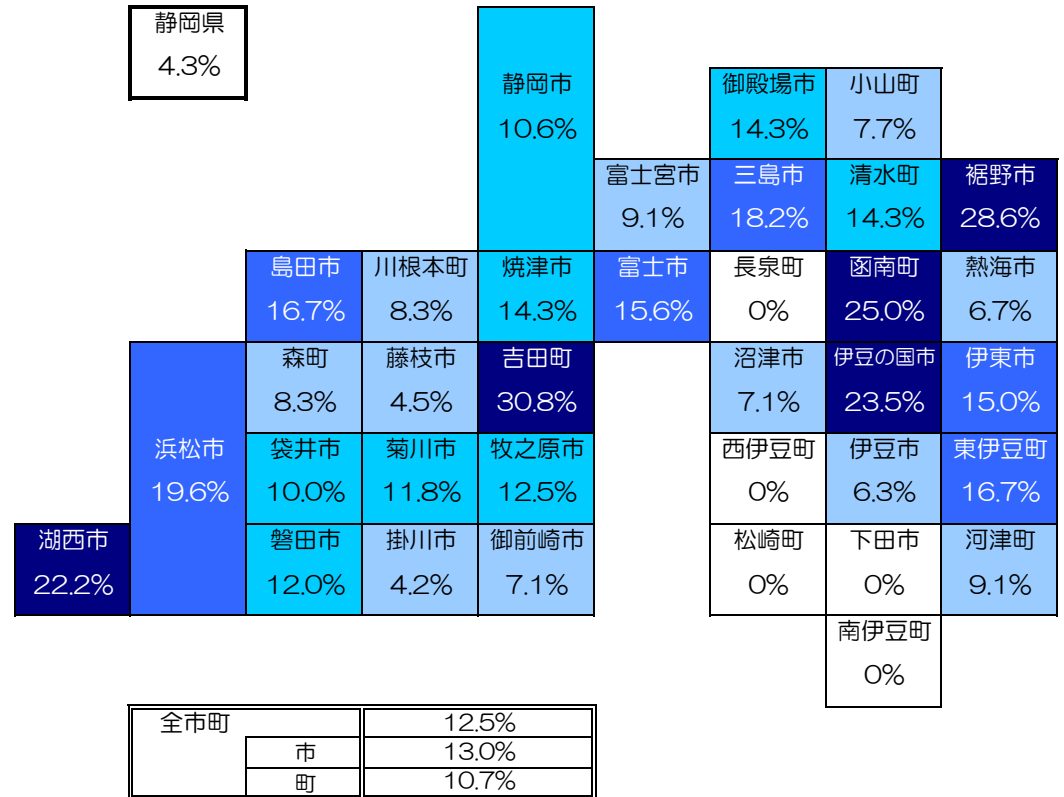 静岡県
4.3%
静岡市
10.6%
御殿場市
14.3%
小山町
7.7%
富士宮市
9.1%
三島市
18.2%
清水町
14.3%
裾野市
28.6%
島田市
16.7%
川根本町
8.3%
焼津市
14.3%
富士市
15.6%
長泉町
0%
函南町
25.0%
熱海市
6.7%
浜松市
19.6%
森町
8.3%
藤枝市
4.5%
吉田町
30.8%
沼津市
7.1%
伊豆の国市
23.5%
伊東市
15.0%
袋井市
10.0%
菊川市
11.8%
牧之原市
12.5%
西伊豆町
0%
伊豆市
6.3%
東伊豆町
16.7%
湖西市
22.2%
磐田市
12.0%
掛川市
4.2%
御前崎市
7.1%
松崎町
0%
下田市
0%
河津町
9.1%
南伊豆町
0%
全市町 12.5%
市 13.0%
町 10.7%